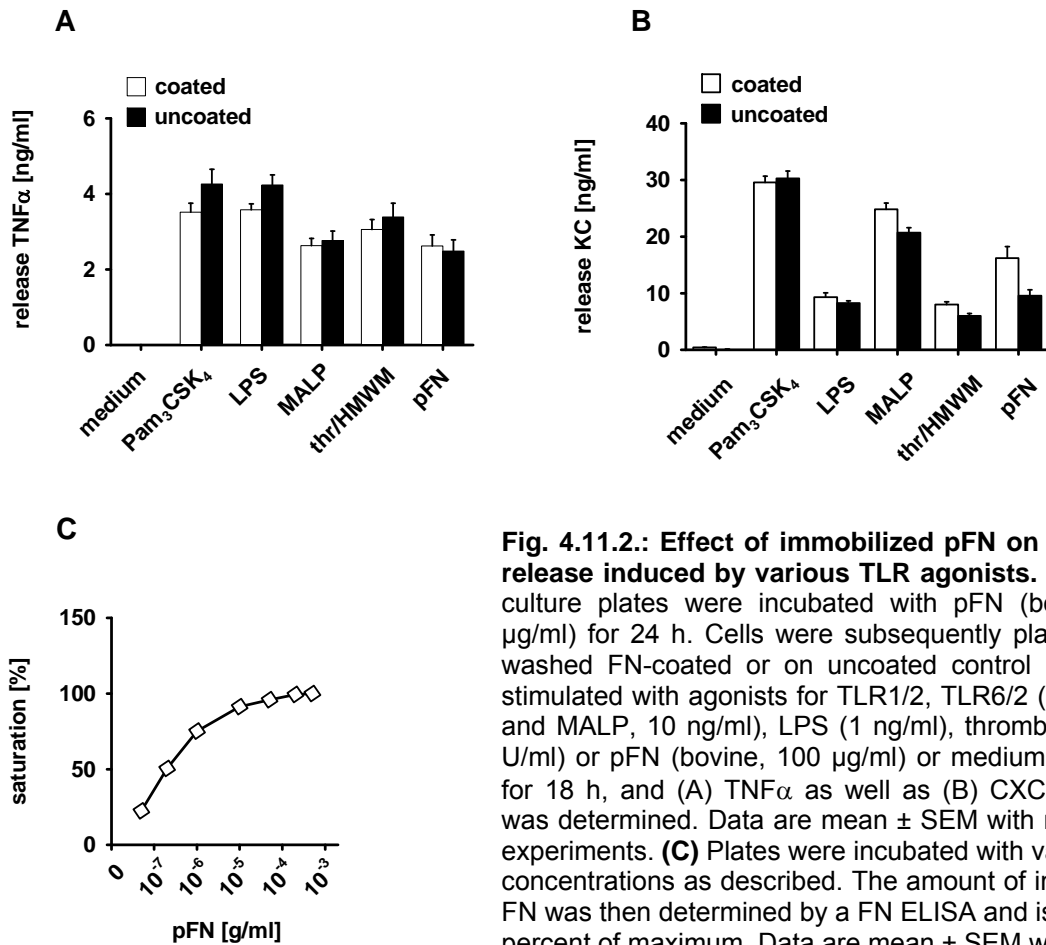 A
coated
uncoated
release TNFα [ng/ml]
6
4
2
0
medium
Pam₃CSK₄
LPS
MALP
thr/HMWM
pFN
B
coated
uncoated
release KC [ng/ml]
40
30
20
10
0
medium
Pam₃CSK₄
LPS
MALP
thr/HMWM
pFN
C
saturation [%]
150
100
50
0
0
10⁻⁷
10⁻⁶
10⁻⁵
10⁻⁴
10⁻³
pFN [g/ml]
Fig. 4.11.2.: Effect of immobilized pFN on
release induced by various TLR agonists.
culture plates were incubated with pFN
µg/ml) for 24 h. Cells were subsequently
washed FN-coated or on uncoated control
stimulated with agonists for TLR1/2, TLR6/2
and MALP, 10 ng/ml), LPS (1 ng/ml),
U/ml) or pFN (bovine, 100 µg/ml) or medium
for 18 h, and (A) TNFα as well as (B)
was determined. Data are mean ± SEM with
experiments. (C) Plates were incubated with
concentrations as described. The amount of
FN was then determined by a FN ELISA and
percent of maximum. Data are mean ± SEM